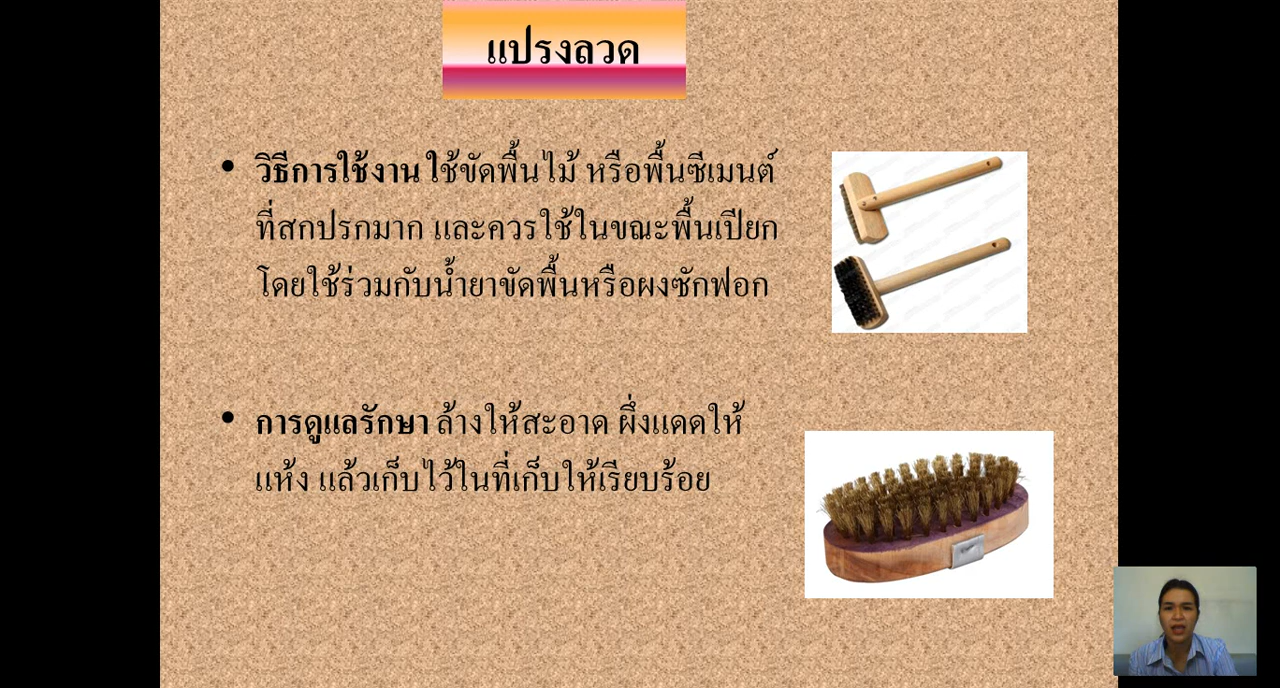 แปรงลวด
• วิธีการใช้งาน ใช้ขัดพื้นไม้ หรือพื้นซีเมนต์
ที่สกปรกมาก และควรใช้ในขณะพื้นเปียก
โดยใช้ร่วมกับน้ำยาขัดพื้นหรือผงซักฟอก
• การดูแลรักษา ล้างให้สะอาด ผึ่งแดดให้
แห้ง แล้วเก็บไว้ในที่เก็บให้เรียบร้อย